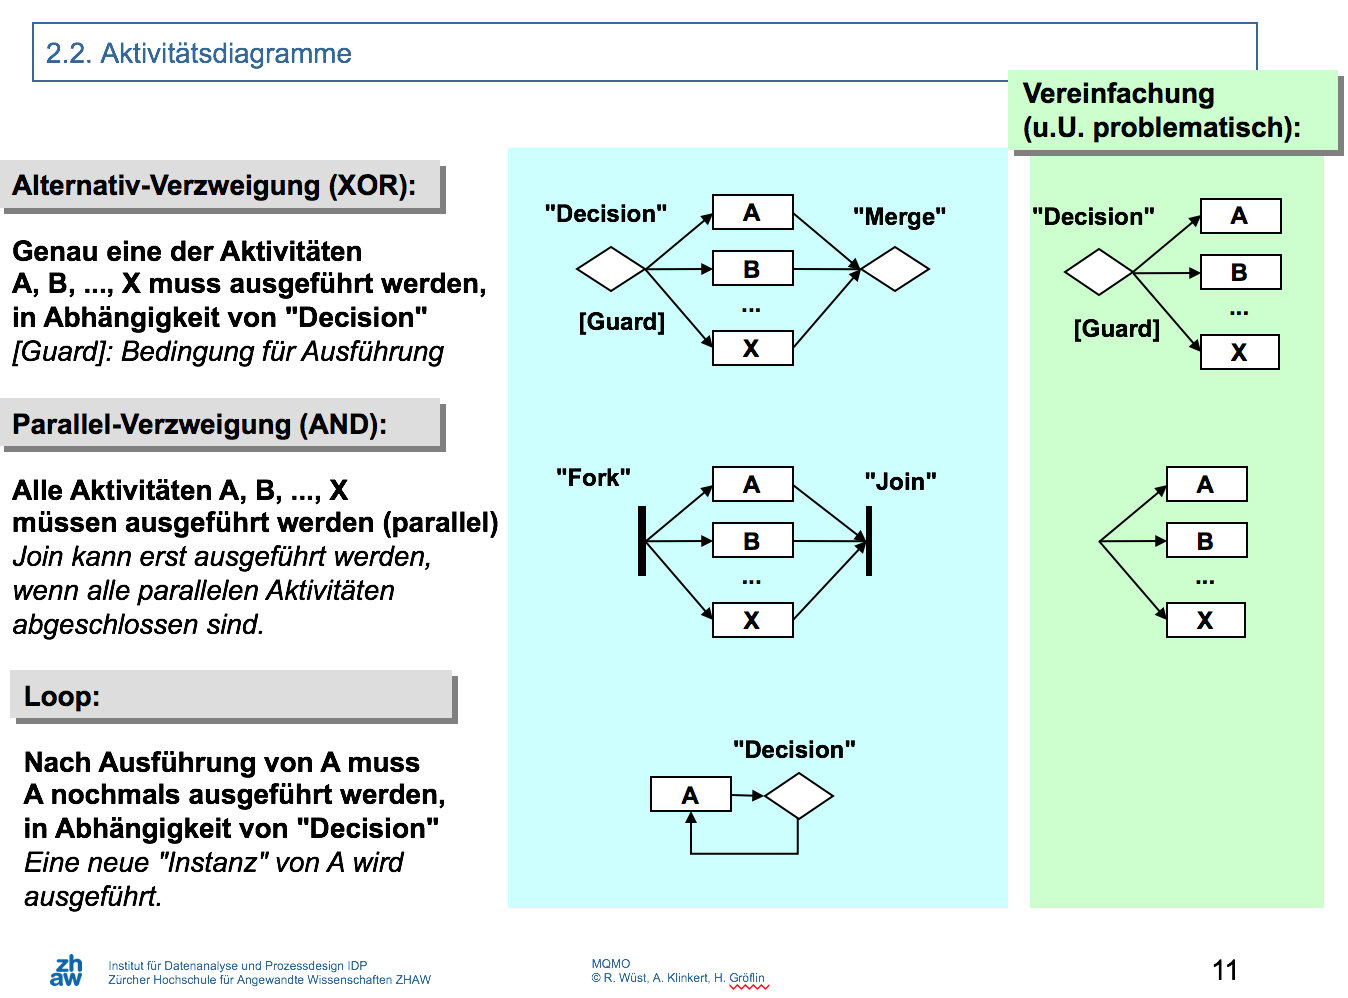 2.2. Aktivitätsdiagramme
Vereinfachung
(u.U. problematisch):
Alternativ-Verzweigung (XOR):
Genau eine der Aktivitäten
A, B, ..., X muss ausgeführt werden,
in Abhängigkeit von "Decision"
[Guard]: Bedingung für Ausführung
"Decision"
A
"Merge"
B
...
[Guard]
X
"Decision"
A
B
...
[Guard]
X
Parallel-Verzweigung (AND):
Alle Aktivitäten A, B, ..., X
müssen ausgeführt werden (parallel)
Join kann erst ausgeführt werden,
wenn alle parallelen Aktivitäten
abgeschlossen sind.
"Fork"
A
"Join"
B
...
X
A
B
...
X
Loop:
Nach Ausführung von A muss
A nochmals ausgeführt werden,
in Abhängigkeit von "Decision"
Eine neue "Instanz" von A wird
ausgeführt.
"Decision"
A
zh
aw
Institut für Datenanalyse und Prozessdesign IDP
Zürcher Hochschule für Angewandte Wissenschaften ZHAW
MQMO
© R. Wüst, A. Klinkert, H. Gröflin
11